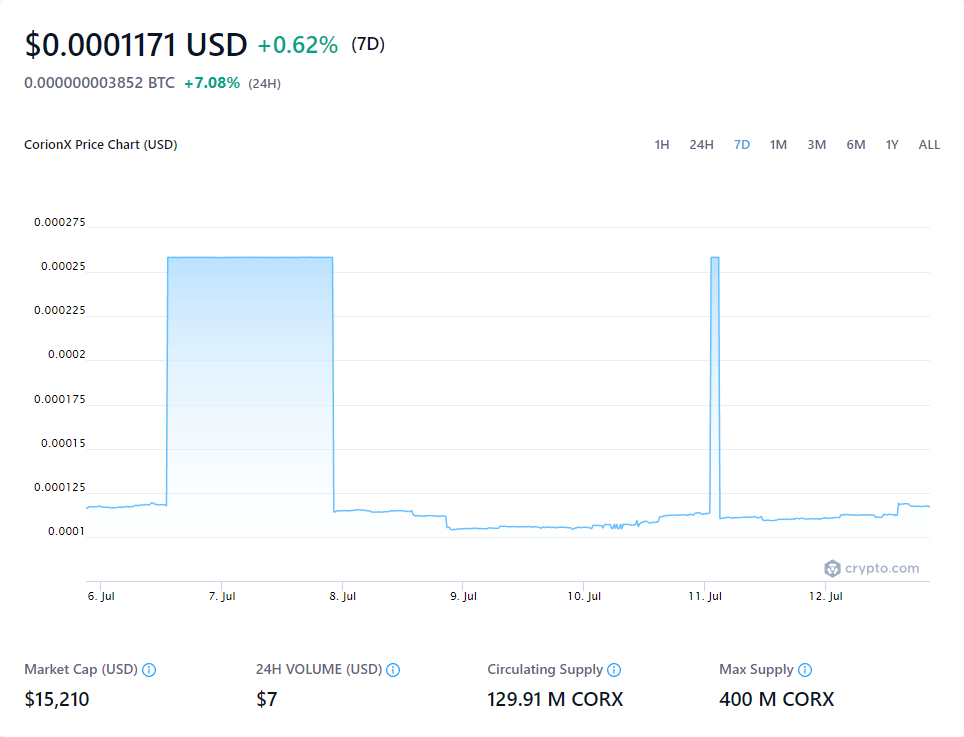 $0.0001171 USD +0.62% (7D)
0.000000003852 BTC +7.08% (24H)
CorionX Price Chart (USD) 1H 24H 7D 1M 3M 6M 1Y ALL
0.000275
0.00025
0.000225
0.0002
0.000175
0.00015
0.000125
0.0001
crypto.com
6. Jul 7. Jul 8. Jul 9. Jul 10. Jul 11. Jul 12. Jul
Market Cap (USD) 24H VOLUME (USD) Circulating Supply Max Supply
$15,210 $7 129.91 M CORX 400 M CORX